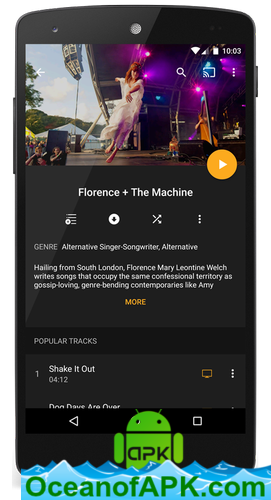 10:03
Florence + The Machine
GENRE Alternative Singer-Songwriter, Alternative
Hailing from South London, Florence Mary Leontine Welch
writes songs that occupy the same confessional territory as
gossip-loving, genre-bending contemporaries like Amy
MORE
POPULAR TRACKS
1 Shake It Out
04:12
Dog Days Are Over
APK
OceanofAPK.com